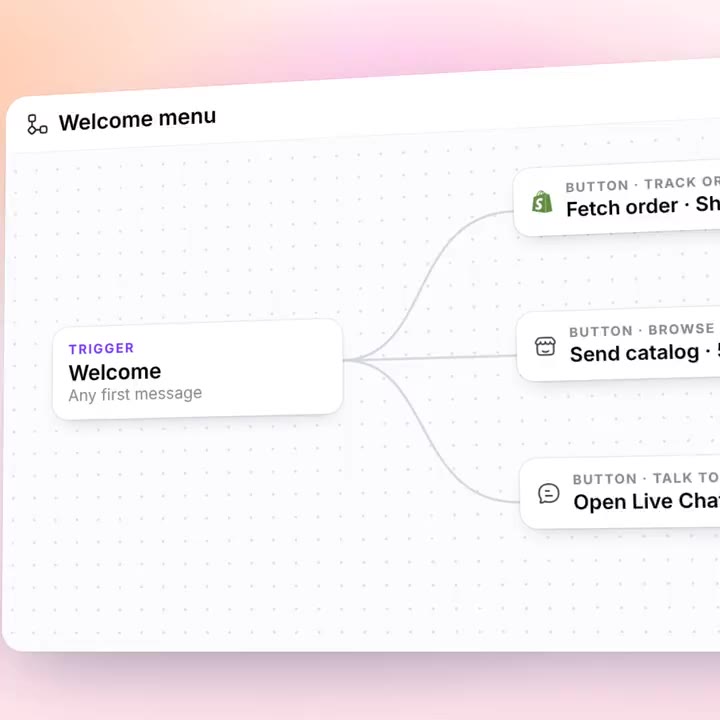 Welcome menu
BUTTON · TRACK
Fetch order ·
TRIGGER
Welcome
Any first message
BUTTON · BROWSE
Send catalog ·
BUTTON · TALK TO
Open Live